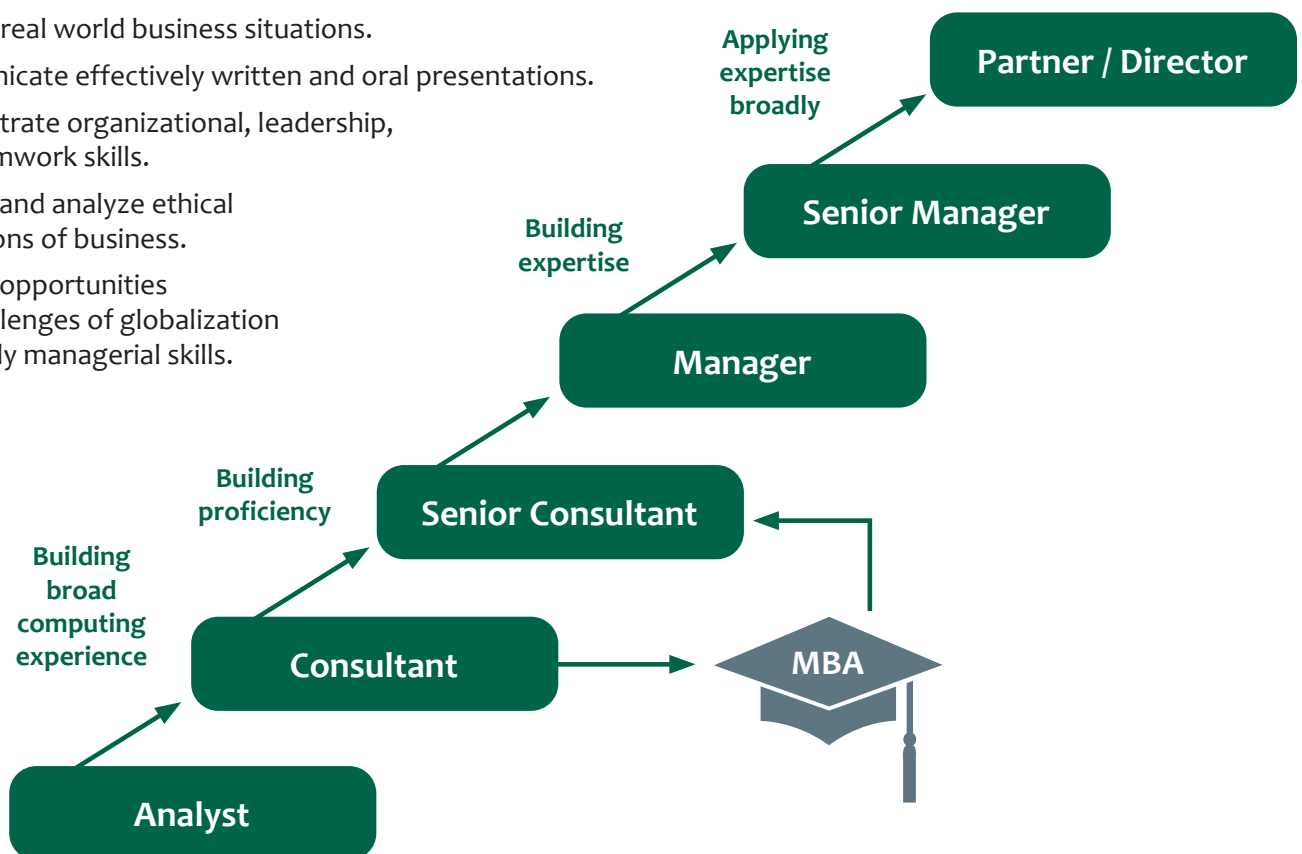 real world business situations.
nicate effectively written and oral presentations.
trate organizational, leadership,
mwork skills.
and analyze ethical
ons of business.
opportunities
lenges of globalization
ly managerial skills.
Applying
expertise
broadly
Partner / Director
Senior Manager
Building
expertise
Manager
Building
proficiency
Senior Consultant
Building
broad
computing
experience
Consultant
MBA
Analyst